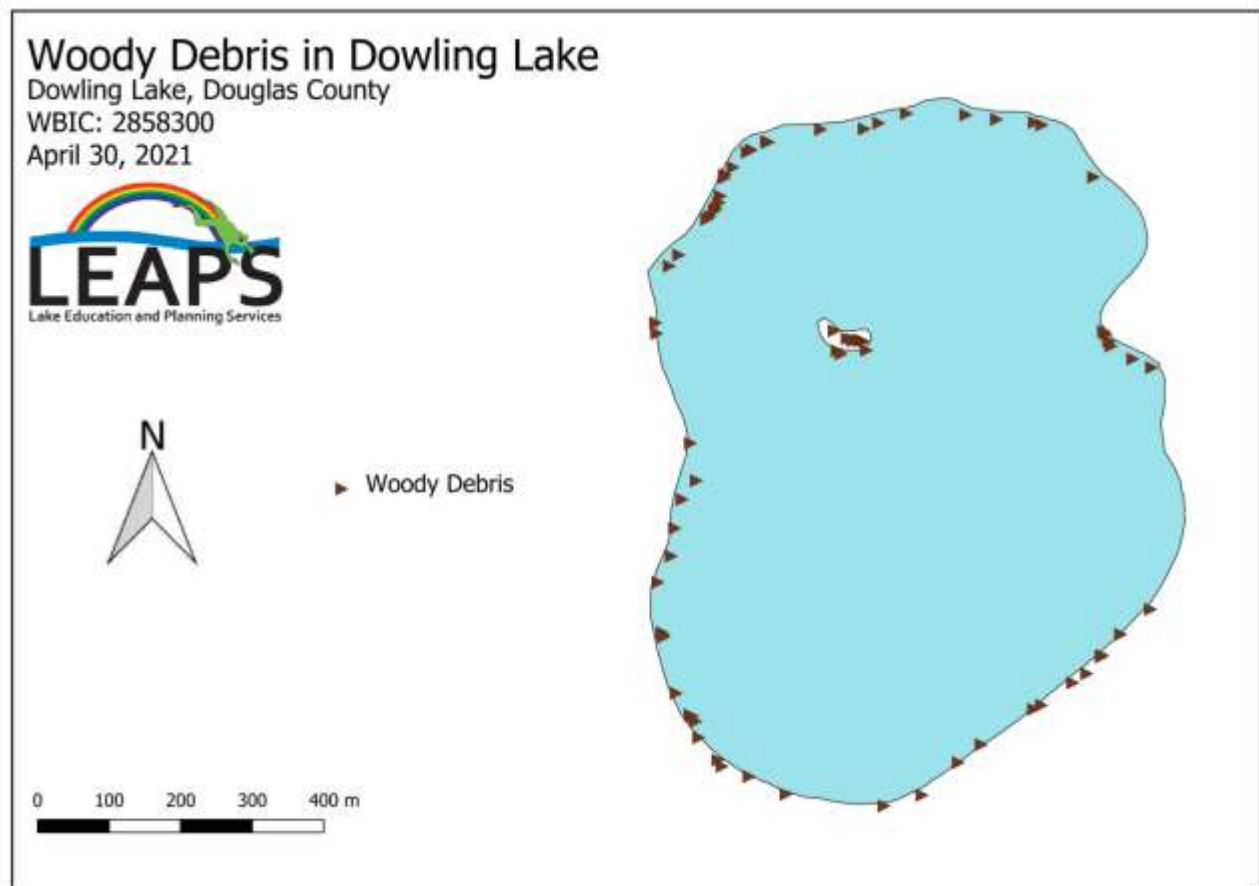 Woody Debris in Dowling Lake
Dowling Lake, Douglas County
WBIC: 2858300
April 30, 2021
LEAPS
Lake Education and Planning Services
N
Woody Debris
0 100 200 300 400 m